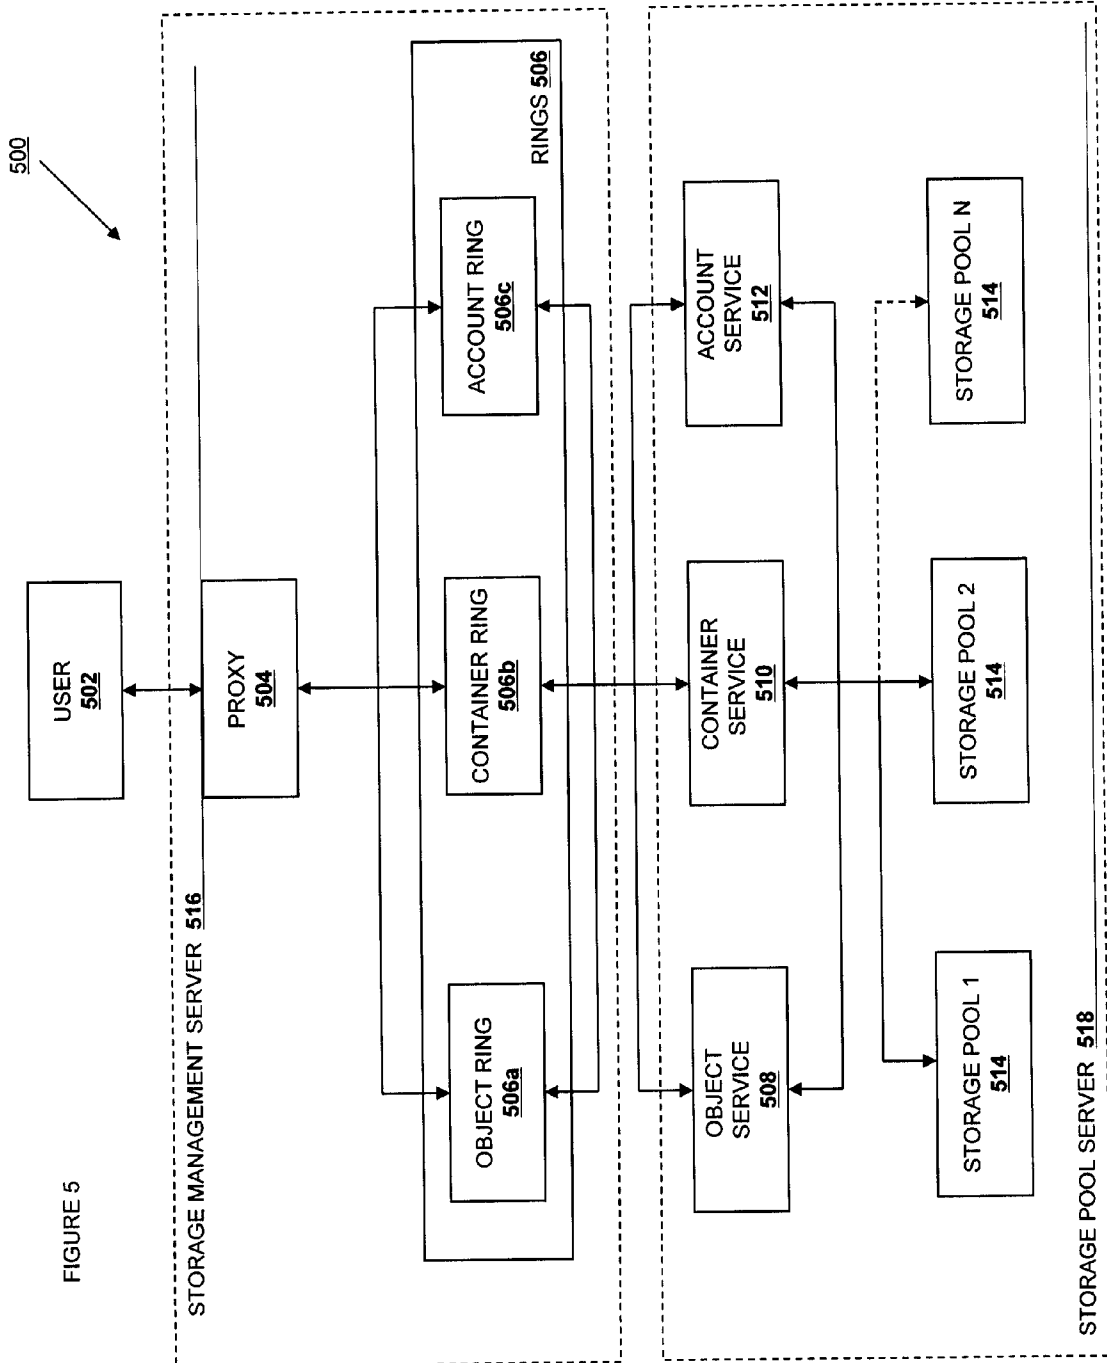 FIGURE 5
500
USER
502
STORAGE MANAGEMENT SERVER 516
PROXY
504
OBJECT RING
506a
CONTAINER RING
506b
ACCOUNT RING
506c
RINGS 506
OBJECT
SERVICE
508
CONTAINER
SERVICE
510
ACCOUNT
SERVICE
512
STORAGE POOL 1
514
STORAGE POOL 2
514
STORAGE POOL N
514
STORAGE POOL SERVER 518